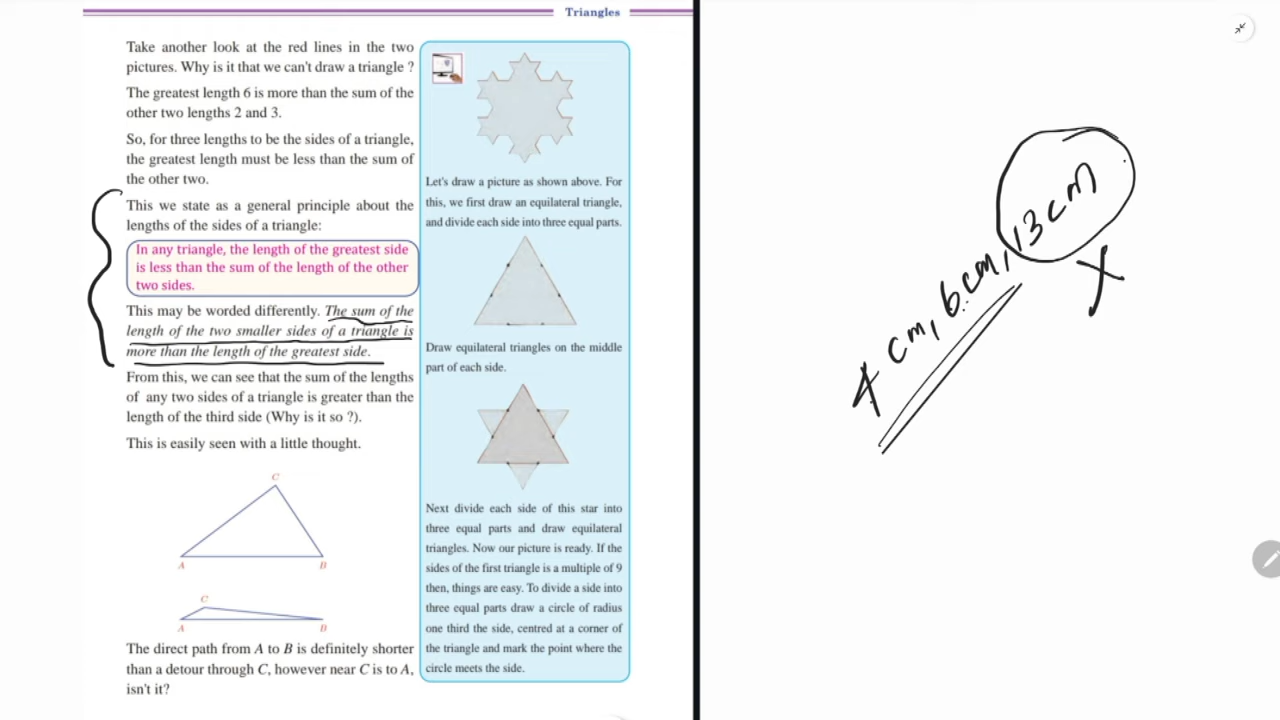 Triangles
Take another look at the red lines in the two
pictures. Why is it that we can't draw a triangle ?
The greatest length 6 is more than the sum of the
other two lengths 2 and 3.
So, for three lengths to be the sides of a triangle,
the greatest length must be less than the sum of
the other two.
This we state as a general principle about the
lengths of the sides of a triangle:
In any triangle, the length of the greatest side
is less than the sum of the length of the other
two sides.
This may be worded differently. The sum of the
length of the two smaller sides of a triangle is
more than the length of the greatest side.
From this, we can see that the sum of the lengths
of any two sides of a triangle is greater than the
length of the third side (Why is it so ?).
This is easily seen with a little thought.
C
A
B
C
A
B
The direct path from A to B is definitely shorter
than a detour through C, however near C is to A,
isn't it?
Let's draw a picture as shown above. For
this, we first draw an equilateral triangle,
and divide each side into three equal parts.
Draw equilateral triangles on the middle
part of each side.
Next divide each side of this star into
three equal parts and draw equilateral
triangles. Now our picture is ready. If the
sides of the first triangle is a multiple of 9
then, things are easy. To divide a side into
three equal parts draw a circle of radius
one third the side, centred at a corner of
the triangle and mark the point where the
circle meets the side.
4 cm, 6 cm, 13 cm
X